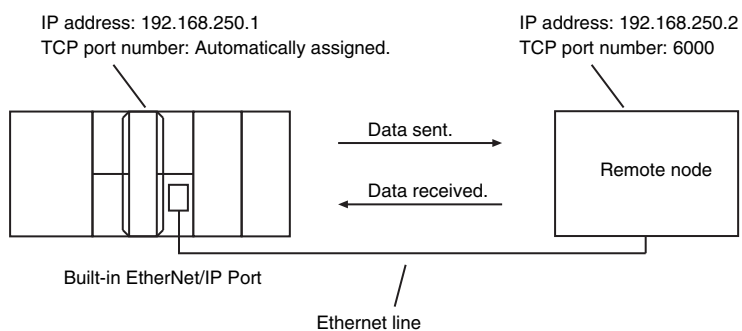 IP address: 192.168.250.1
TCP port number: Automatically assigned.
IP address: 192.168.250.2
TCP port number: 6000
Data sent.
Remote node
Data received.
Built-in EtherNet/IP Port
Ethernet line